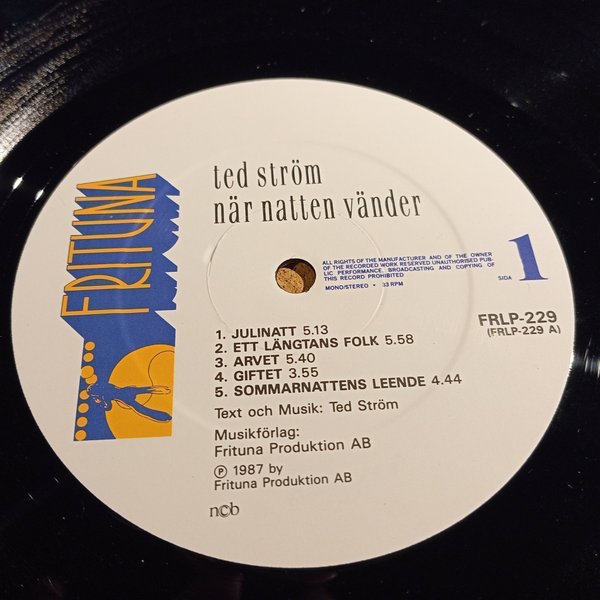 FRITUNA
ted ström
när natten vänder
ALL RIGHTS OF THE MANUFACTURER AND OF THE OWNER
OF THE RECORDED WORK RESERVED UNAUTHORISED PUB-
LIC PERFORMANCE, BROADCASTING AND COPYING OF
THIS RECORD PROHIBITED
MONO/STEREO • 33 RPM
SIDA 1
FRLP-229
(FRLP-229 A)
1. JULINATT 5.13
2. ETT LÄNGTANS FOLK 5.58
3. ARVET 5.40
4. GIFTET 3.55
5. SOMMARNATTENS LEENDE 4.44
Text och Musik: Ted Ström
Musikförlag:
Frituna Produktion AB
℗ 1987 by
Frituna Produktion AB
ncb